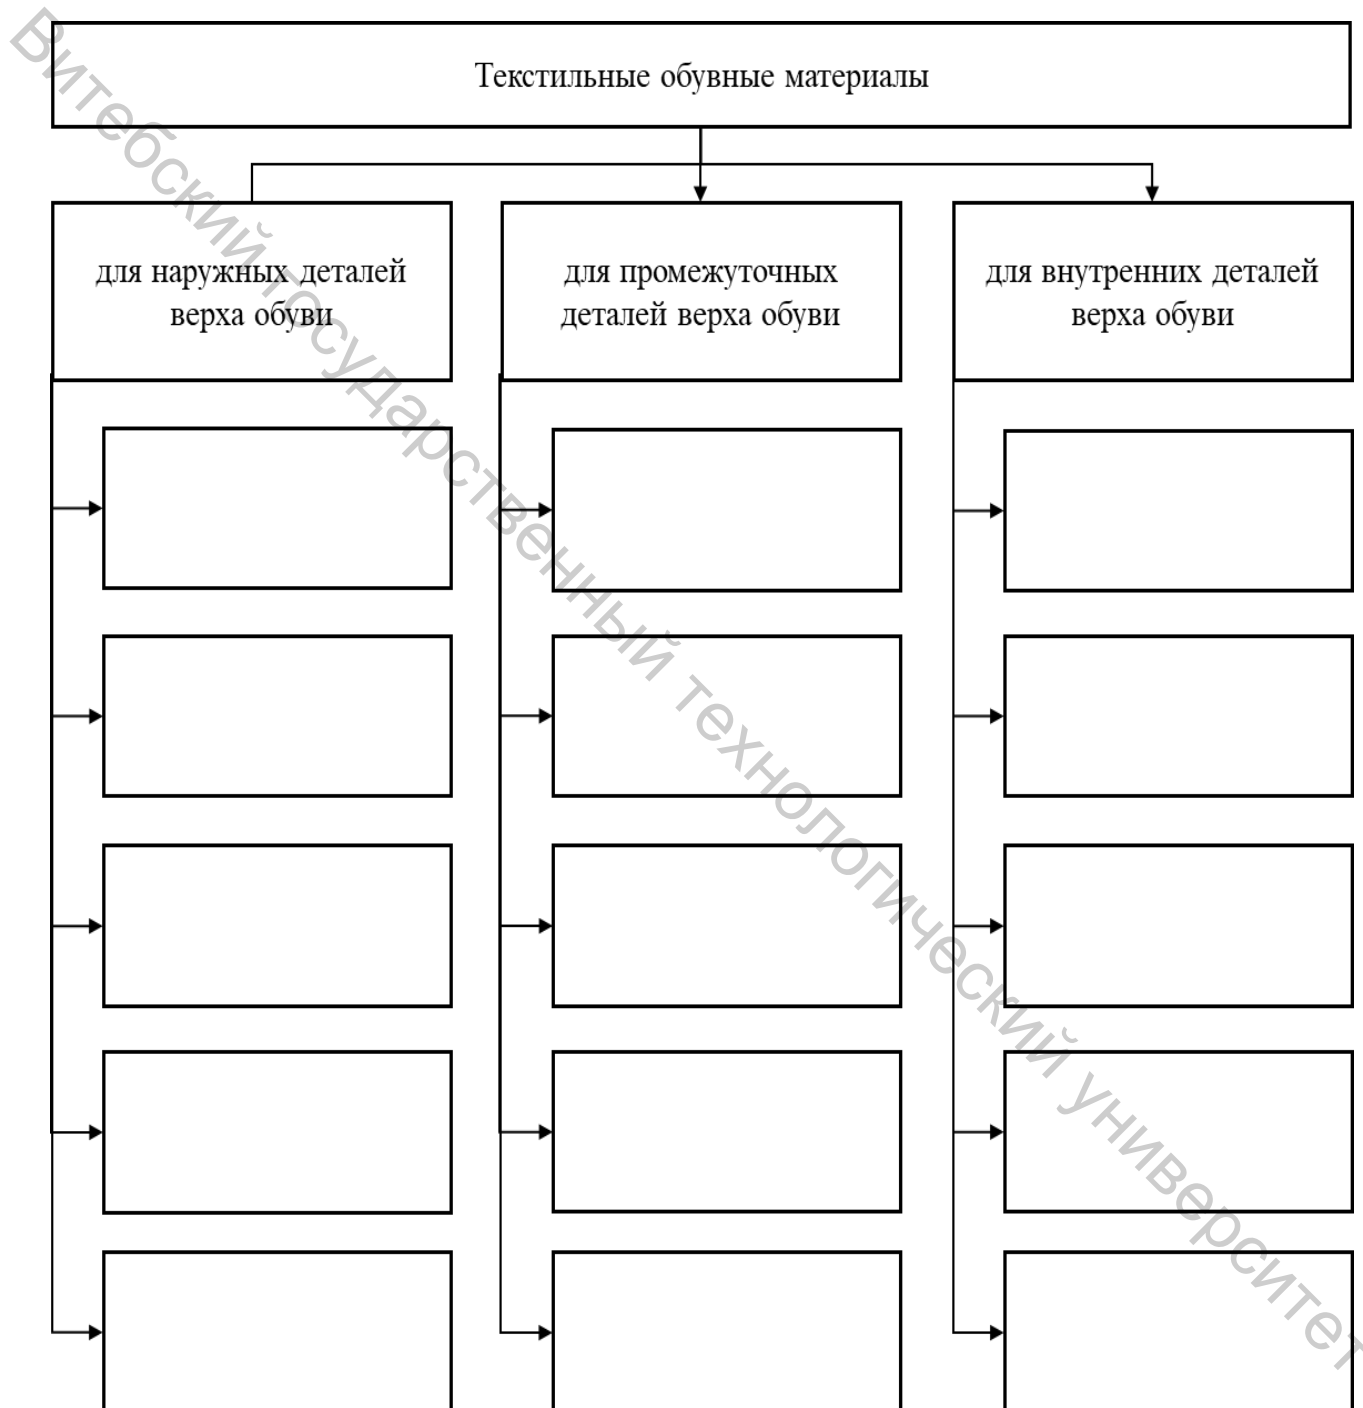 Текстильные обувные материалы
для наружных деталей
верха обуви
для промежуточных
деталей верха обуви
для внутренних деталей
верха обуви
Витебский государственный технологический университет